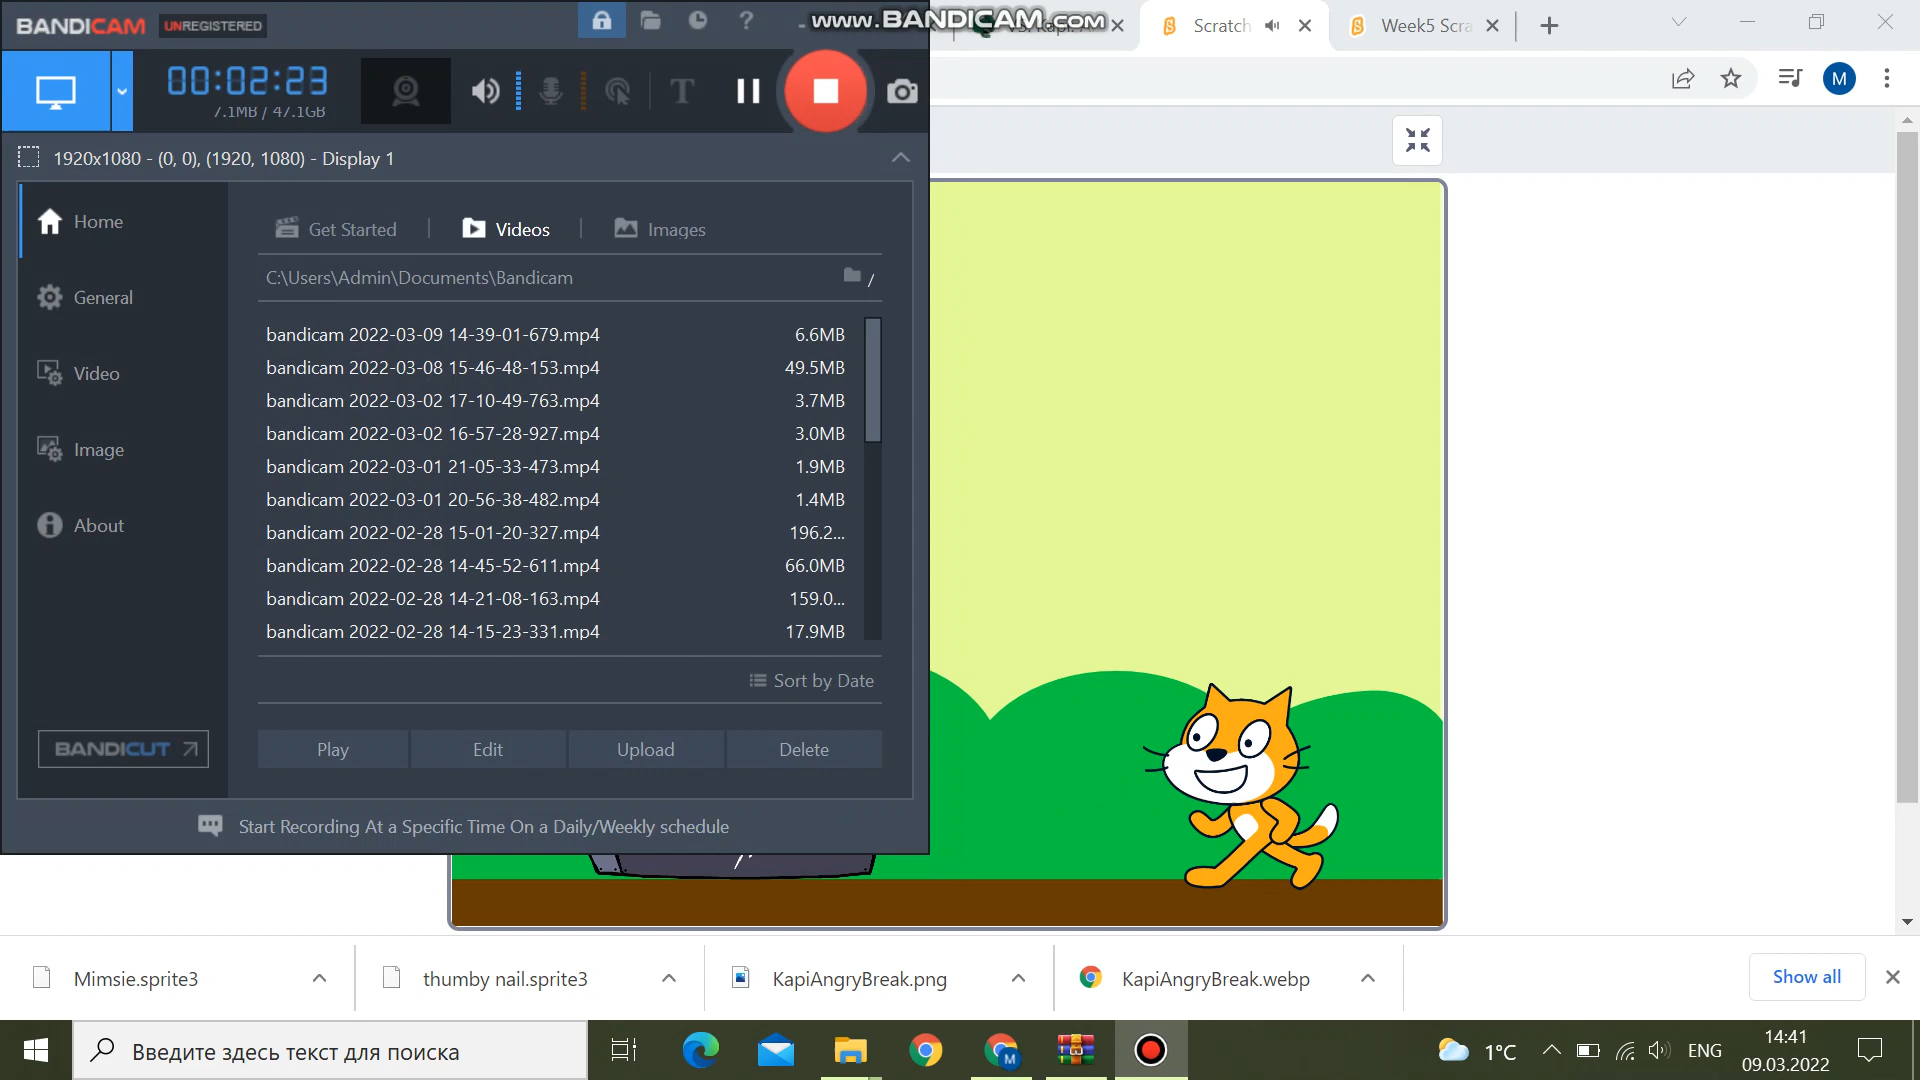 BANDICAM UNREGISTERED
www.BANDICAM.com
Scratch
Week5 Scra
00:02:23
7.1MB / 47.1GB
T
M
1920x1080 - (0, 0), (1920, 1080) - Display 1
Home
General
Video
Image
About
BANDICUT
Get Started
Videos
Images
C:\Users\Admin\Documents\Bandicam
/
bandicam 2022-03-09 14-39-01-679.mp4 6.6MB
bandicam 2022-03-08 15-46-48-153.mp4 49.5MB
bandicam 2022-03-02 17-10-49-763.mp4 3.7MB
bandicam 2022-03-02 16-57-28-927.mp4 3.0MB
bandicam 2022-03-01 21-05-33-473.mp4 1.9MB
bandicam 2022-03-01 20-56-38-482.mp4 1.4MB
bandicam 2022-02-28 15-01-20-327.mp4 196.2...
bandicam 2022-02-28 14-45-52-611.mp4 66.0MB
bandicam 2022-02-28 14-21-08-163.mp4 159.0...
bandicam 2022-02-28 14-15-23-331.mp4 17.9MB
Sort by Date
Play Edit Upload Delete
Start Recording At a Specific Time On a Daily/Weekly schedule
Mimsie.sprite3
thumby nail.sprite3
KapiAngryBreak.png
KapiAngryBreak.webp
Show all
Введите здесь текст для поиска
M
1°C
ENG
14:41
09.03.2022